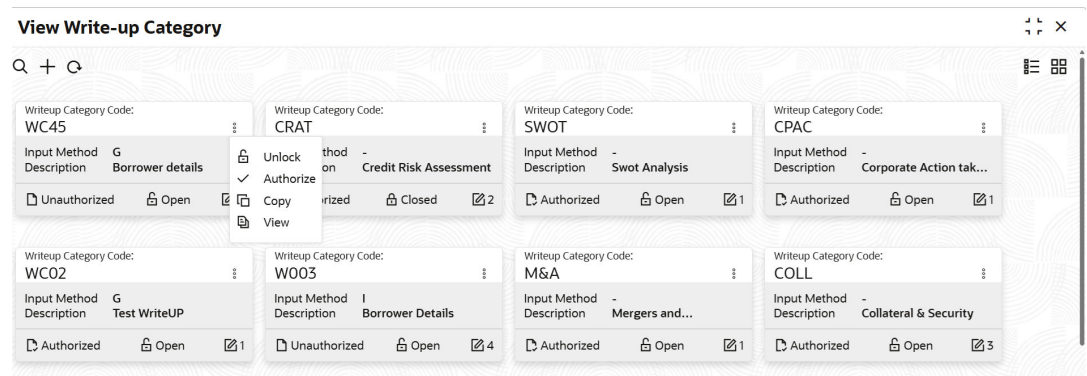 View Write-up Category
Writeup Category Code:
WC45
Input Method G
Description Borrower details
Unauthorized Open
Unlock
Authorize
Copy
View
Writeup Category Code:
CRAT
Credit Risk Assessment
Closed 2
Writeup Category Code:
SWOT
Input Method -
Description Swot Analysis
Authorized Open 1
Writeup Category Code:
CPAC
Input Method -
Description Corporate Action tak...
Authorized Open 1
Writeup Category Code:
WC02
Input Method G
Description Test WriteUP
Authorized Open 1
Writeup Category Code:
W003
Input Method I
Description Borrower Details
Unauthorized Open 4
Writeup Category Code:
M&A
Input Method -
Description Mergers and...
Authorized Open 1
Writeup Category Code:
COLL
Input Method -
Description Collateral & Security
Authorized Open 3